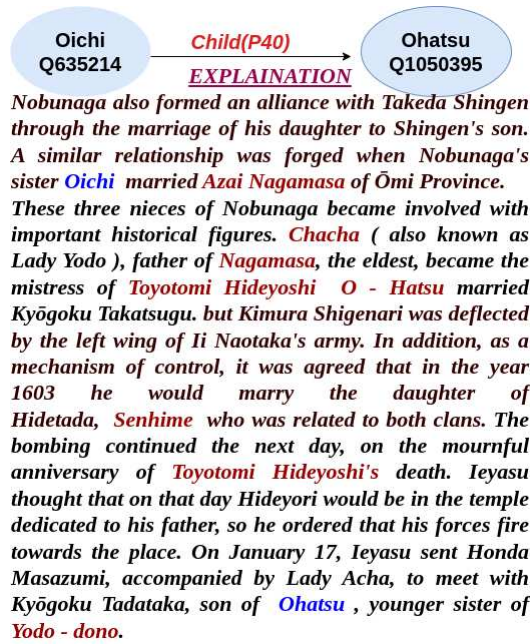 Oichi
Q635214
Child(P40)
Ohatsu
Q1050395
EXPLAINATION
Nobunaga also formed an alliance with Takeda Shingen
through the marriage of his daughter to Shingen's son.
A similar relationship was forged when Nobunaga's
sister Oichi married Azai Nagamasa of Ōmi Province.
These three nieces of Nobunaga became involved with
important historical figures. Chacha ( also known as
Lady Yodo ), father of Nagamasa, the eldest, became the
mistress of Toyotomi Hideyoshi O - Hatsu married
Kyōgoku Takatsugu. but Kimura Shigenari was deflected
by the left wing of Ii Naotaka's army. In addition, as a
mechanism of control, it was agreed that in the year
1603 he would marry the daughter of
Hidetada, Senhime who was related to both clans. The
bombing continued the next day, on the mournful
anniversary of Toyotomi Hideyoshi's death. Ieyasu
thought that on that day Hideyori would be in the temple
dedicated to his father, so he ordered that his forces fire
towards the place. On January 17, Ieyasu sent Honda
Masazumi, accompanied by Lady Acha, to meet with
Kyōgoku Tadataka, son of Ohatsu , younger sister of
Yodo - dono.